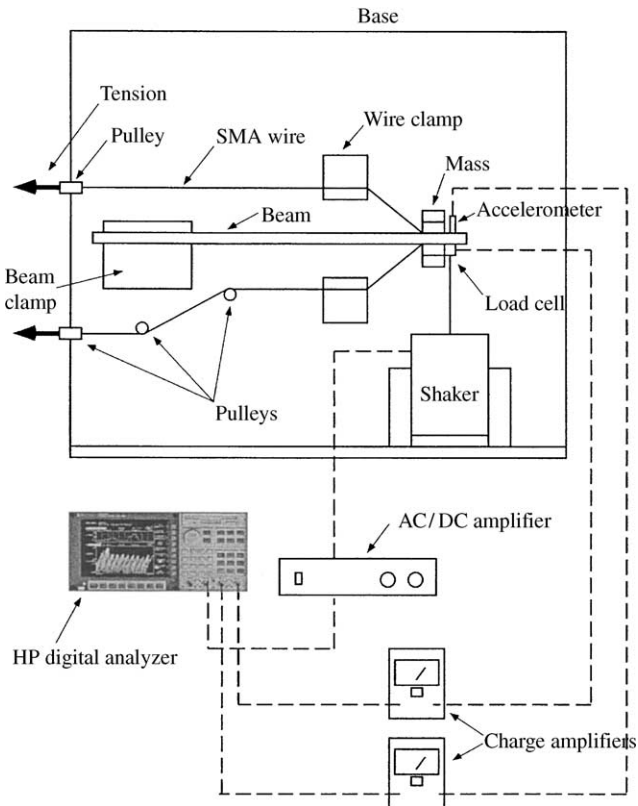 Base
Tension
Pulley
SMA wire
Wire clamp
Mass
Accelerometer
Beam
Beam
clamp
Load cell
Pulleys
Shaker
AC/DC amplifier
HP digital analyzer
Charge amplifiers